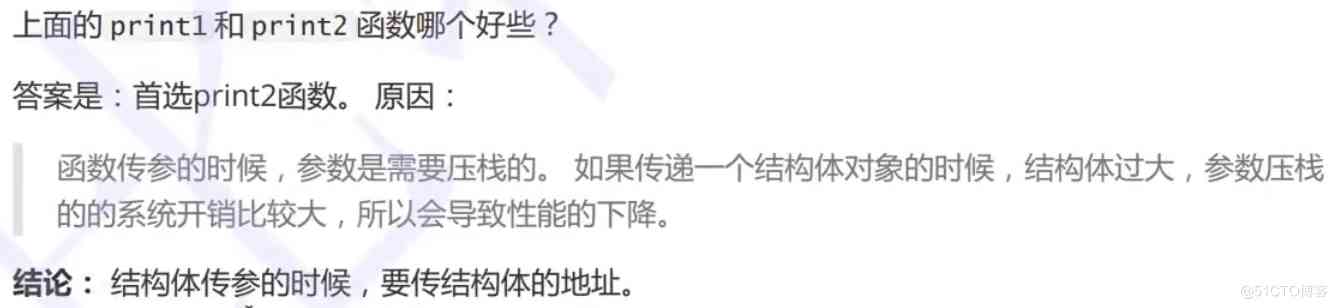 上面的 print1 和 print2 函数哪个好些？
答案是：首选print2函数。 原因：
函数传参的时候，参数是需要压栈的。 如果传递一个结构体对象的时候，结构体过大，参数压栈
的的系统开销比较大，所以会导致性能的下降。
结论： 结构体传参的时候，要传结构体的地址。
@51CTO博客